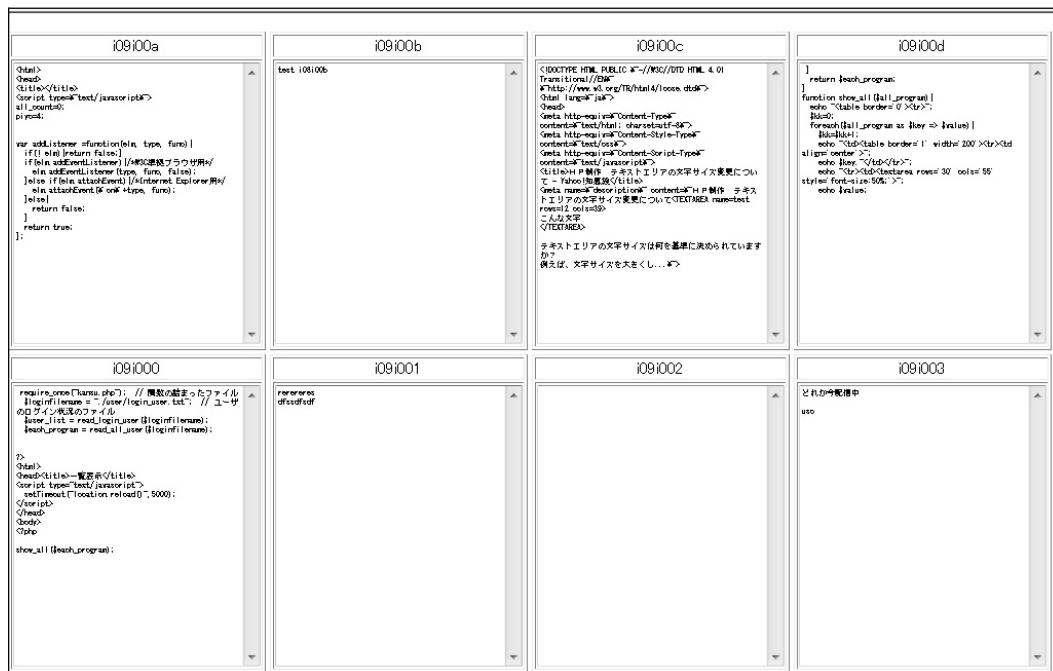 i09i00a
<html>
<head>
<title></title>
<script type=¥"text/javascript¥">
all_count=0;
piyo=4;
var addListener =function(elm, type, func) {
if(! elm) {return false;}
if(elm.addEventListener) {/*W3C準拠ブラウザ用*/
elm.addEventListener(type, func, false);
}else if(elm.attachEvent) {/*Internet Explorer用*/
elm.attachEvent(¥'on¥'+type, func);
}else{
return false;
}
return true;
};
i09i00b
test i08i00b
i09i00c
<!DOCTYPE HTML PUBLIC ¥"-//W3C//DTD HTML 4.01
Transitional//EN¥"
¥"http://www.w3.org/TR/html4/loose.dtd¥">
<html lang=¥"ja¥">
<head>
<meta http-equiv=¥"Content-Type¥"
content=¥"text/html; charset=utf-8¥">
<meta http-equiv=¥"Content-Style-Type¥"
content=¥"text/css¥">
<meta http-equiv=¥"Content-Script-Type¥"
content=¥"text/javascript¥">
<title>ＨＰ制作　テキストエリアの文字サイズ変更につい
て - Yahoo!知恵袋</title>
<meta name=¥"description¥" content=¥"ＨＰ制作　テキス
トエリアの文字サイズ変更について<TEXTAREA name=test
rows=12 cols=39>
こんな文字
</TEXTAREA>
テキストエリアの文字サイズは何を基準に決められています
か？
例えば、文字サイズを大きくし...¥">
i09i00d
}
return $each_program;
}
function show_all($all_program) {
echo "<table border='0'><tr>";
$kk=0;
foreach($all_program as $key => $value) {
$kk=$kk+1;
echo "<td><table border='1' width='200'><tr><td
align='center'>";
echo $key."</td></tr>";
echo "<tr><td><textarea rows='30' cols='55'
style='font-size:50%;'>";
echo $value;
i09i000
require_once("kansu.php"); // 関数の詰まったファイル
$loginfilename = "./user/login_user.txt"; // ユーザ
のログイン状況のファイル
$user_list = read_login_user($loginfilename);
$each_program = read_all_user($loginfilename);
?>
<html>
<head><title>一覧表示</title>
<script type="text/javascript">
setTimeout("location.reload()",5000);
</script>
</head>
<body>
<?php
show_all($each_program);
i09i001
rerereres
dfssdfsdf
i09i002
i09i003
どれか今配信中
uso